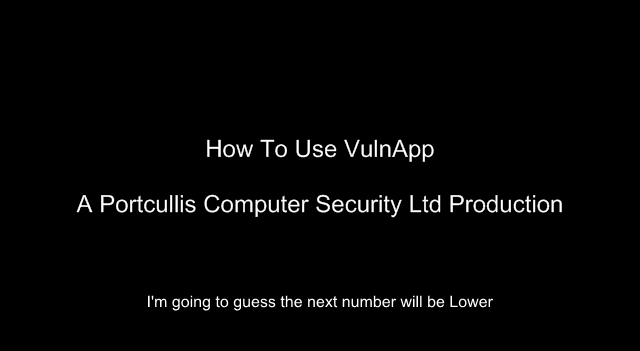 How To Use VulnApp
A Portcullis Computer Security Ltd Production
I'm going to guess the next number will be Lower